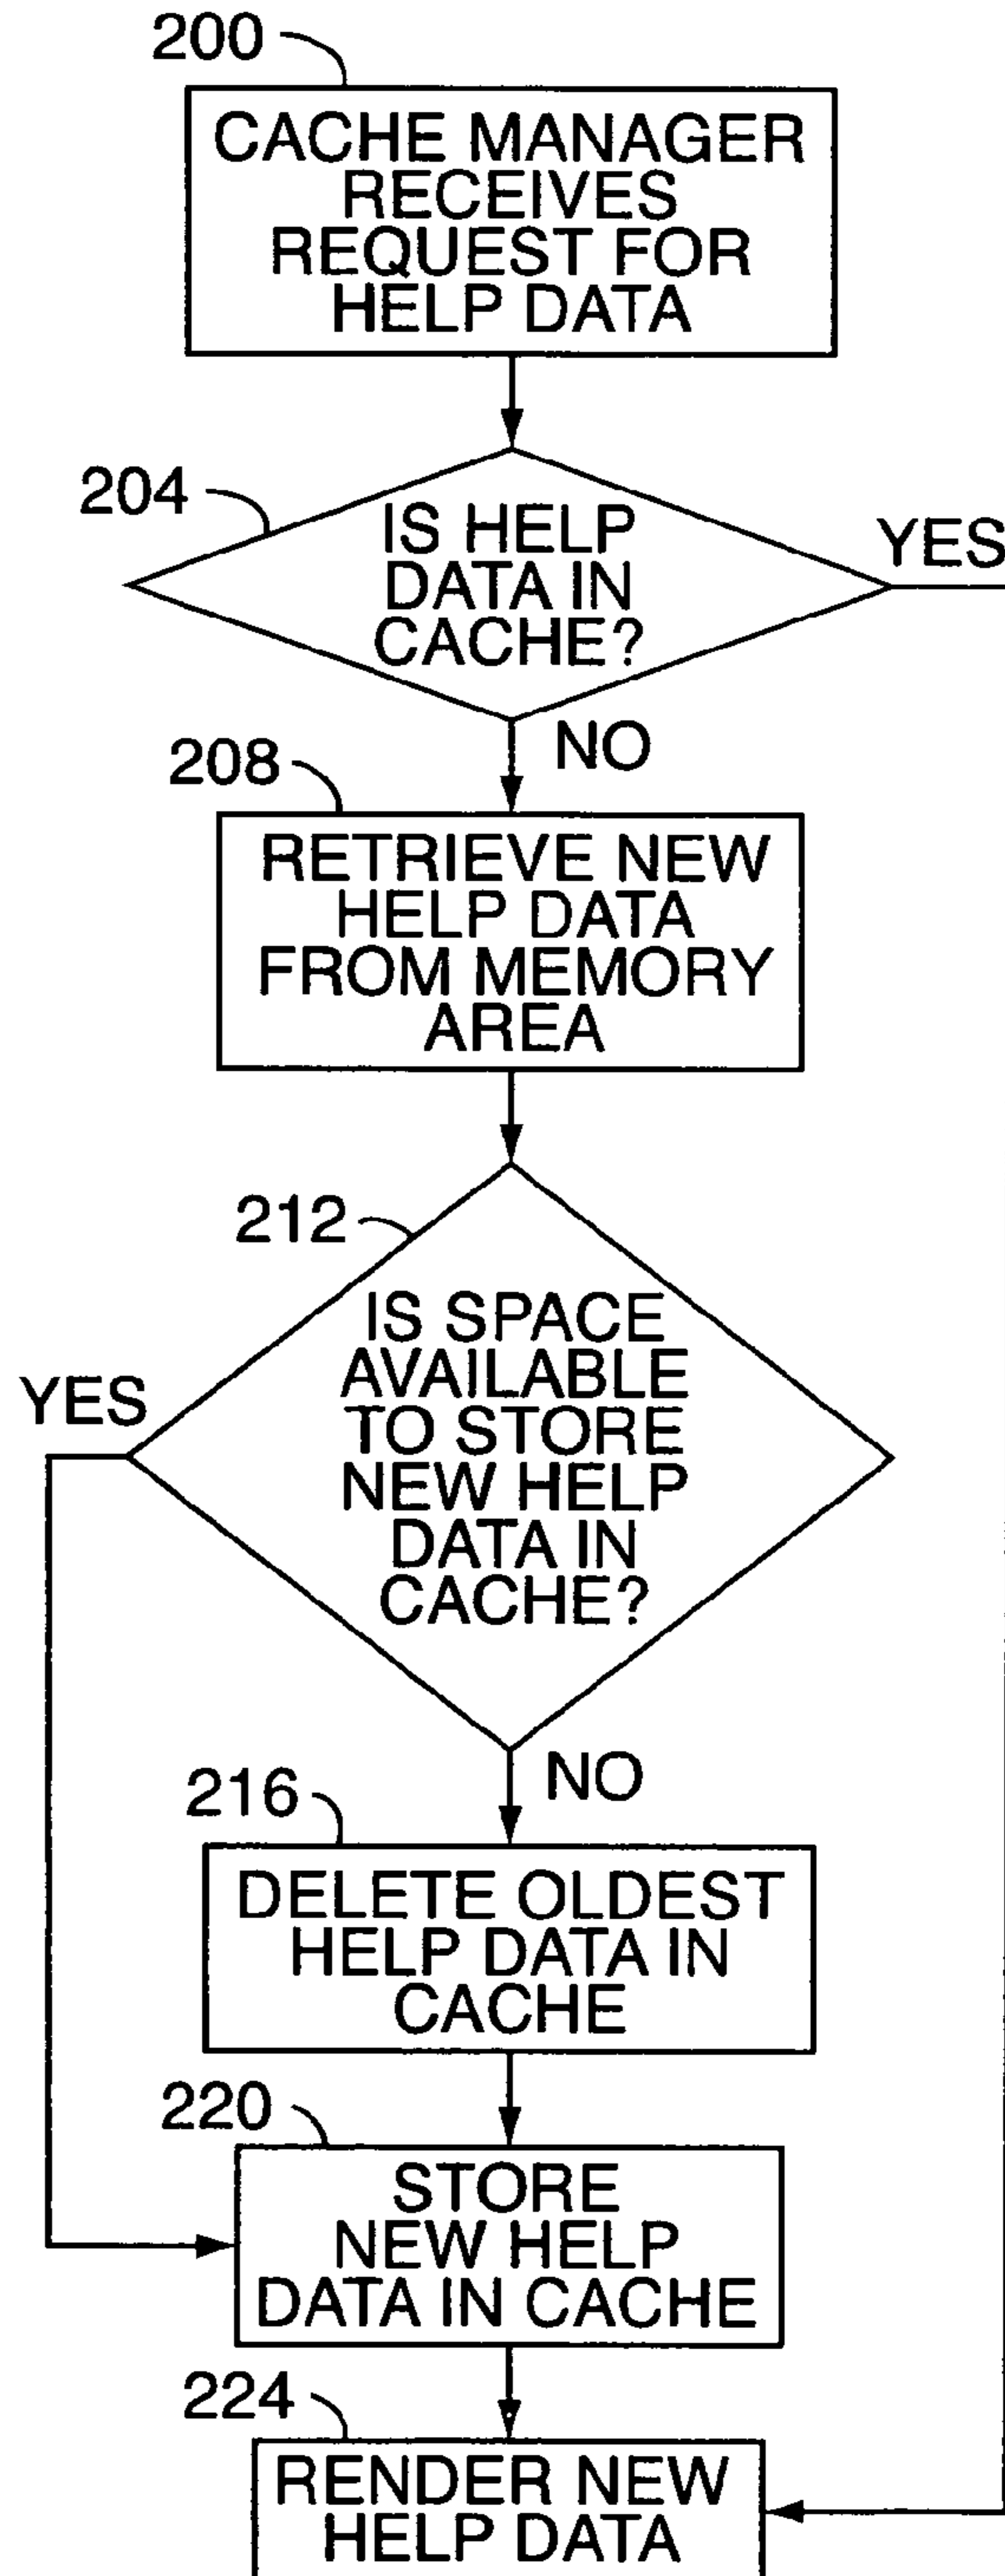 200
CACHE MANAGER
RECEIVES
REQUEST FOR
HELP DATA
204
IS HELP
DATA IN
CACHE?
YES
NO
208
RETRIEVE NEW
HELP DATA
FROM MEMORY
AREA
212
IS SPACE
AVAILABLE
TO STORE
NEW HELP
DATA IN
CACHE?
YES
NO
216
DELETE OLDEST
HELP DATA IN
CACHE
220
STORE
NEW HELP
DATA IN CACHE
224
RENDER NEW
HELP DATA